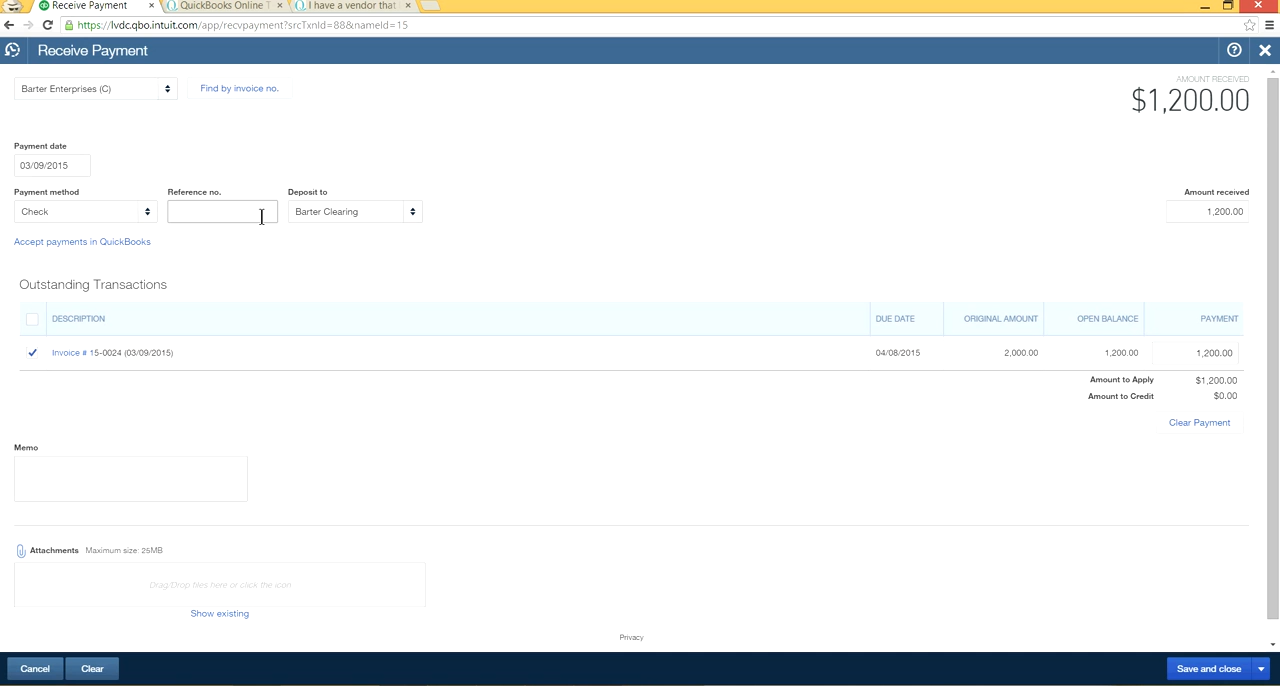 Receive Payment
QuickBooks Online T
I have a vendor that
https://lvdc.qbo.intuit.com/app/recvpayment?srcTxnId=88&nameId=15
Receive Payment
Barter Enterprises (C)
Find by invoice no.
AMOUNT RECEIVED
$1,200.00
Payment date
03/09/2015
Payment method
Reference no.
Deposit to
Amount received
Check
Barter Clearing
1,200.00
Accept payments in QuickBooks
Outstanding Transactions
DESCRIPTION DUE DATE ORIGINAL AMOUNT OPEN BALANCE PAYMENT
Invoice # 15-0024 (03/09/2015) 04/08/2015 2,000.00 1,200.00 1,200.00
Amount to Apply $1,200.00
Amount to Credit $0.00
Clear Payment
Memo
Attachments Maximum size: 25MB
Drag/Drop files here or click the icon
Show existing
Privacy
Cancel
Clear
Save and close